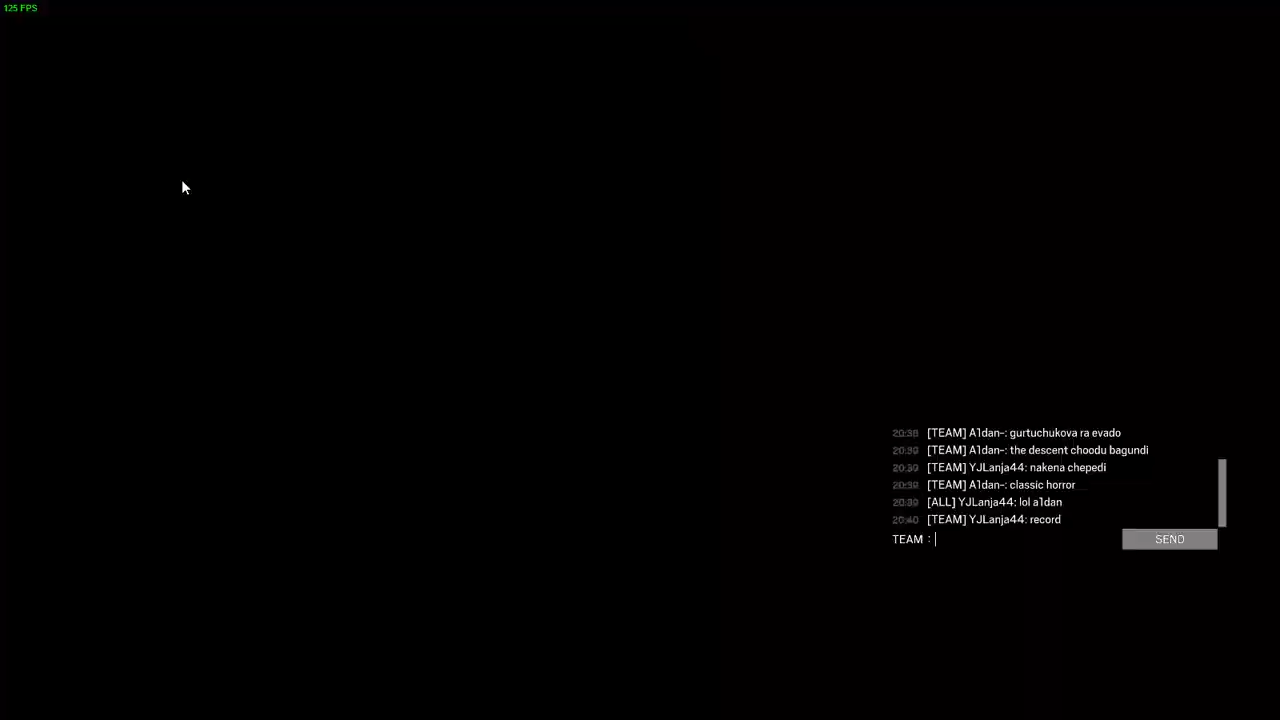 125 FPS
20:38 [TEAM] A1dan-: gurtuchukova ra evado
20:39 [TEAM] A1dan-: the descent choodu bagundi
20:39 [TEAM] YJLanja44: nakena chepedi
20:39 [TEAM] A1dan-: classic horror
20:39 [ALL] YJLanja44: lol a1dan
20:40 [TEAM] YJLanja44: record
TEAM : SEND